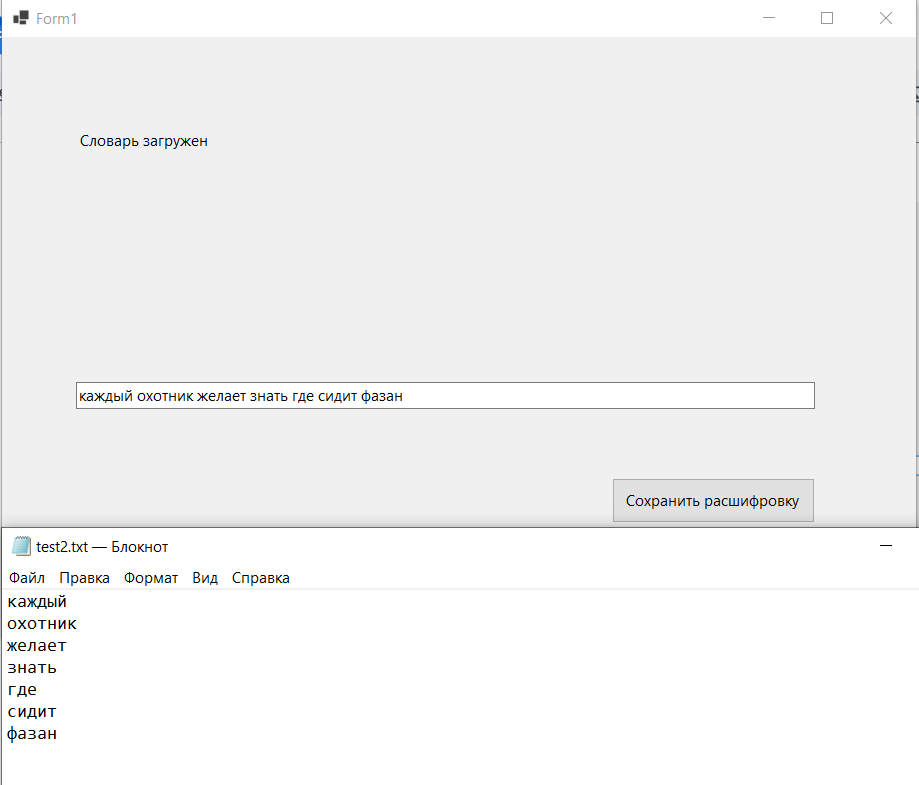 Form1
Словарь загружен
каждый охотник желает знать где сидит фазан
Сохранить расшифровку
test2.txt — Блокнот
Файл Правка Формат Вид Справка
каждый
охотник
желает
знать
где
сидит
фазан